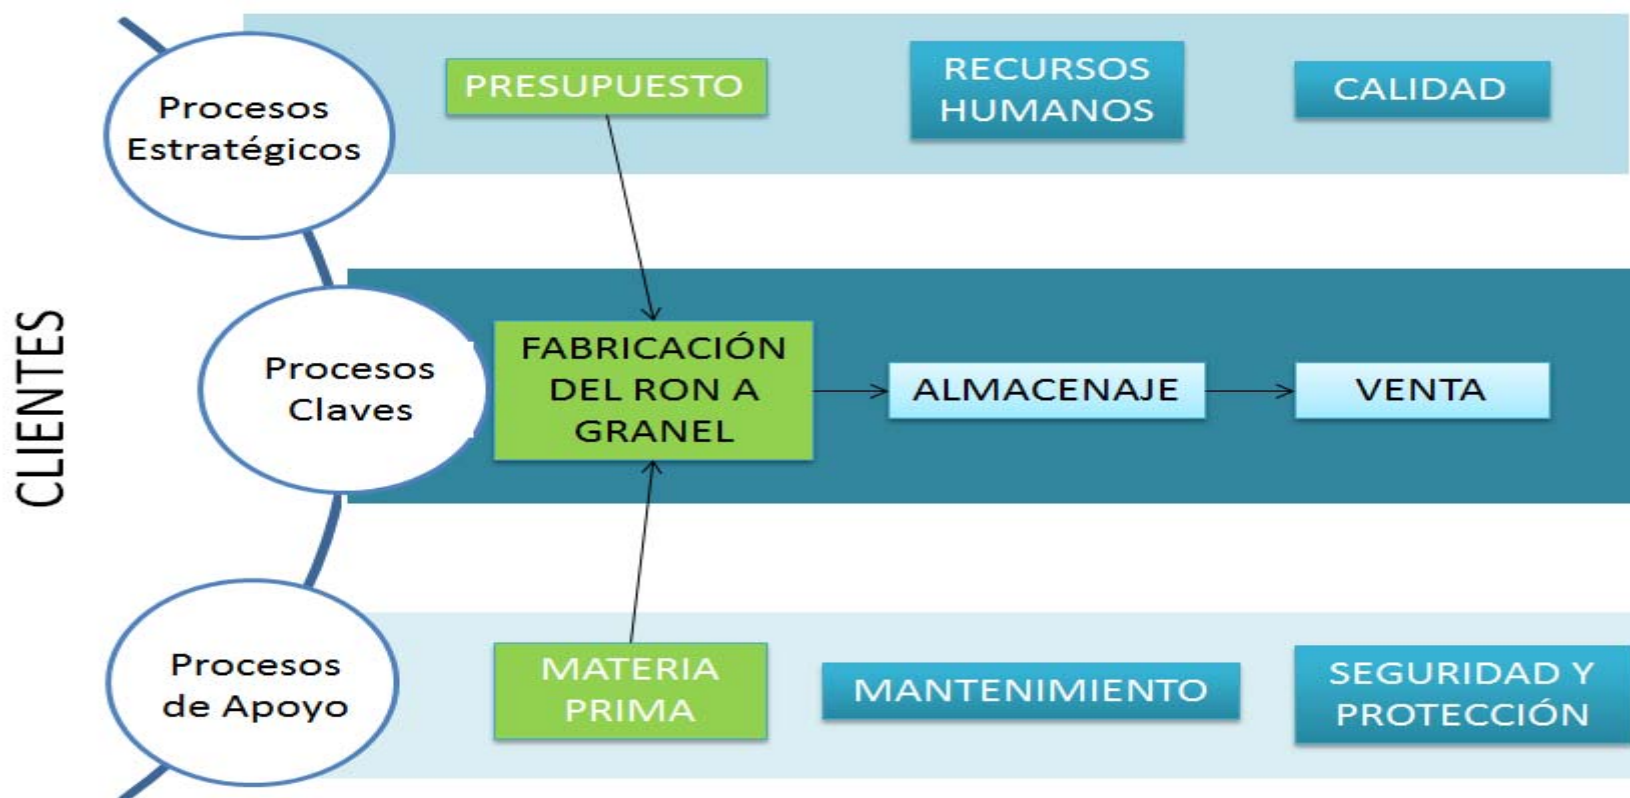 CLIENTES
Procesos
Estratégicos
PRESUPUESTO
RECURSOS
HUMANOS
CALIDAD
Procesos
Claves
FABRICACIÓN
DEL RON A
GRANEL
ALMACENAJE
VENTA
Procesos
de Apoyo
MATERIA
PRIMA
MANTENIMIENTO
SEGURIDAD Y
PROTECCIÓN